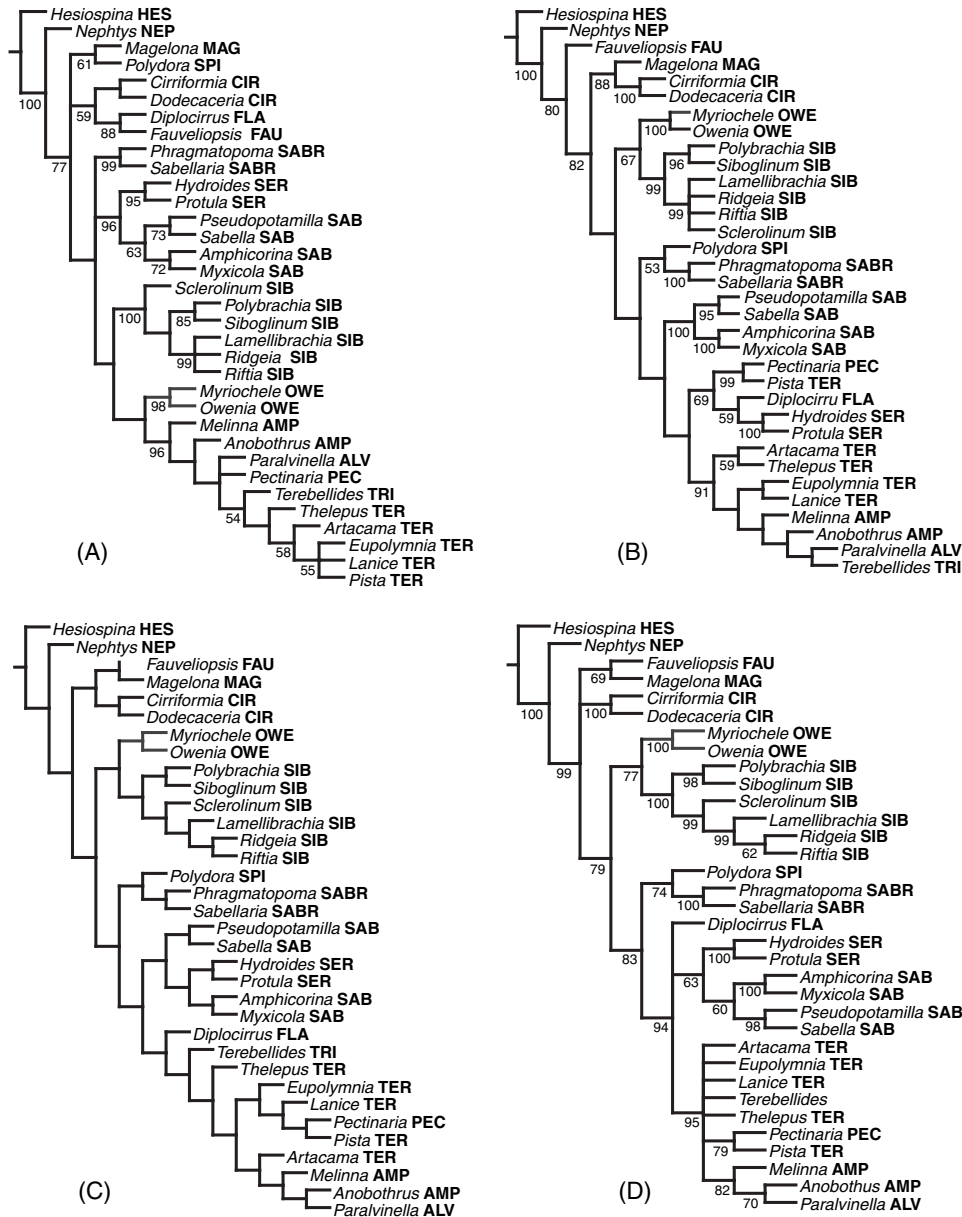 Hesiospina HES
Nephtys NEP
Magelona MAG
61
Polydora SPI
Cirriformia CIR
100
Dodecaceria CIR
59
Diplocirrus FLA
88
Fauveliopsis FAU
77
Phragmatopoma SABR
99
Sabellaria SABR
Hydroides SER
95
Protula SER
96
Pseudopotamilla SAB
73
Sabella SAB
63
Amphicorina SAB
72
Myxicola SAB
Sclerolinum SIB
100
Polybrachia SIB
85
Siboglinum SIB
Lamellibrachia SIB
Ridgeia SIB
99
Riftia SIB
Myriochele OWE
98
Owenia OWE
Melinna AMP
96
Anobothrus AMP
Paralvinella ALV
Pectinaria PEC
Terebellides TRI
54
Thelepus TER
Artacama TER
58
Eupolymnia TER
Lanice TER
55
Pista TER
(A)
Hesiospina HES
Nephtys NEP
100
Fauveliopsis FAU
Magelona MAG
80
88
Cirriformia CIR
100
Dodecaceria CIR
82
Myriochele OWE
100
Owenia OWE
67
Polybrachia SIB
96
Siboglinum SIB
99
Lamellibrachia SIB
Ridgeia SIB
99
Riftia SIB
Sclerolinum SIB
Polydora SPI
53
Phragmatopoma SABR
100
Sabellaria SABR
Pseudopotamilla SAB
95
Sabella SAB
100
Amphicorina SAB
100
Myxicola SAB
Pectinaria PEC
99
Pista TER
69
Diplocirru FLA
59
Hydroides SER
100
Protula SER
Artacama TER
59
Thelepus TER
91
Eupolymnia TER
Lanice TER
Melinna AMP
Anobothrus AMP
Paralvinella ALV
Terebellides TRI
(B)
Hesiospina HES
Nephtys NEP
Fauveliopsis FAU
Magelona MAG
Cirriformia CIR
Dodecaceria CIR
Myriochele OWE
Owenia OWE
Polybrachia SIB
Siboglinum SIB
Sclerolinum SIB
Lamellibrachia SIB
Ridgeia SIB
Riftia SIB
Polydora SPI
Phragmatopoma SABR
Sabellaria SABR
Pseudopotamilla SAB
Sabella SAB
Hydroides SER
Protula SER
Amphicorina SAB
Myxicola SAB
Diplocirrus FLA
Terebellides TRI
Thelepus TER
Eupolymnia TER
Lanice TER
Pectinaria PEC
Pista TER
Artacama TER
Melinna AMP
Anobothrus AMP
Paralvinella ALV
(C)
Hesiospina HES
Nephtys NEP
Fauveliopsis FAU
69
Magelona MAG
Cirriformia CIR
100
100
Dodecaceria CIR
Myriochele OWE
100
Owenia OWE
99
77
Polybrachia SIB
98
Siboglinum SIB
100
Sclerolinum SIB
99
Lamellibrachia SIB
99
Ridgeia SIB
62
Riftia SIB
79
Polydora SPI
74
Phragmatopoma SABR
100
Sabellaria SABR
Diplocirrus FLA
83
Hydroides SER
100
Protula SER
63
Amphicorina SAB
100
Myxicola SAB
60
Pseudopotamilla SAB
98
Sabella SAB
94
Artacama TER
Eupolymnia TER
Lanice TER
Terebellides
Thelepus TER
95
Pectinaria PEC
79
Pista TER
Melinna AMP
82
Anobothus AMP
70
Paralvinella ALV
(D)